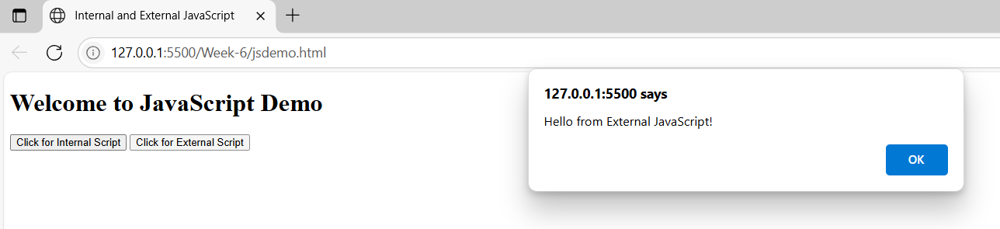 Internal and External JavaScript
127.0.0.1:5500/Week-6/jsdemo.html
Welcome to JavaScript Demo
Click for Internal Script Click for External Script
127.0.0.1:5500 says
Hello from External JavaScript!
OK